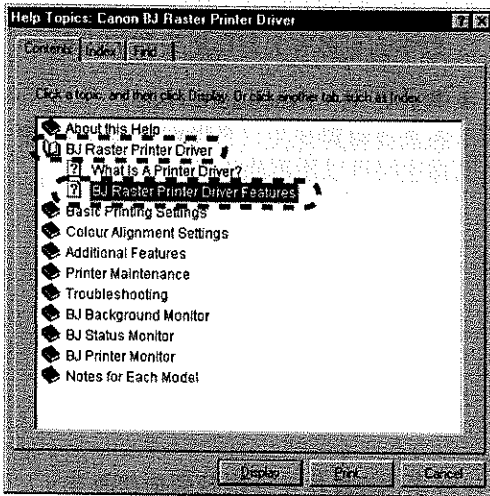 Help Topics: Canon BJ Raster Printer Driver
Contents Index Find
Click a topic, and then click Display. Or click another tab, such as Index.
About this Help
BJ Raster Printer Driver
What Is A Printer Driver?
BJ Raster Printer Driver Features
Basic Printing Settings
Colour Alignment Settings
Additional Features
Printer Maintenance
Troubleshooting
BJ Background Monitor
BJ Status Monitor
BJ Printer Monitor
Notes for Each Model
Display Print Cancel